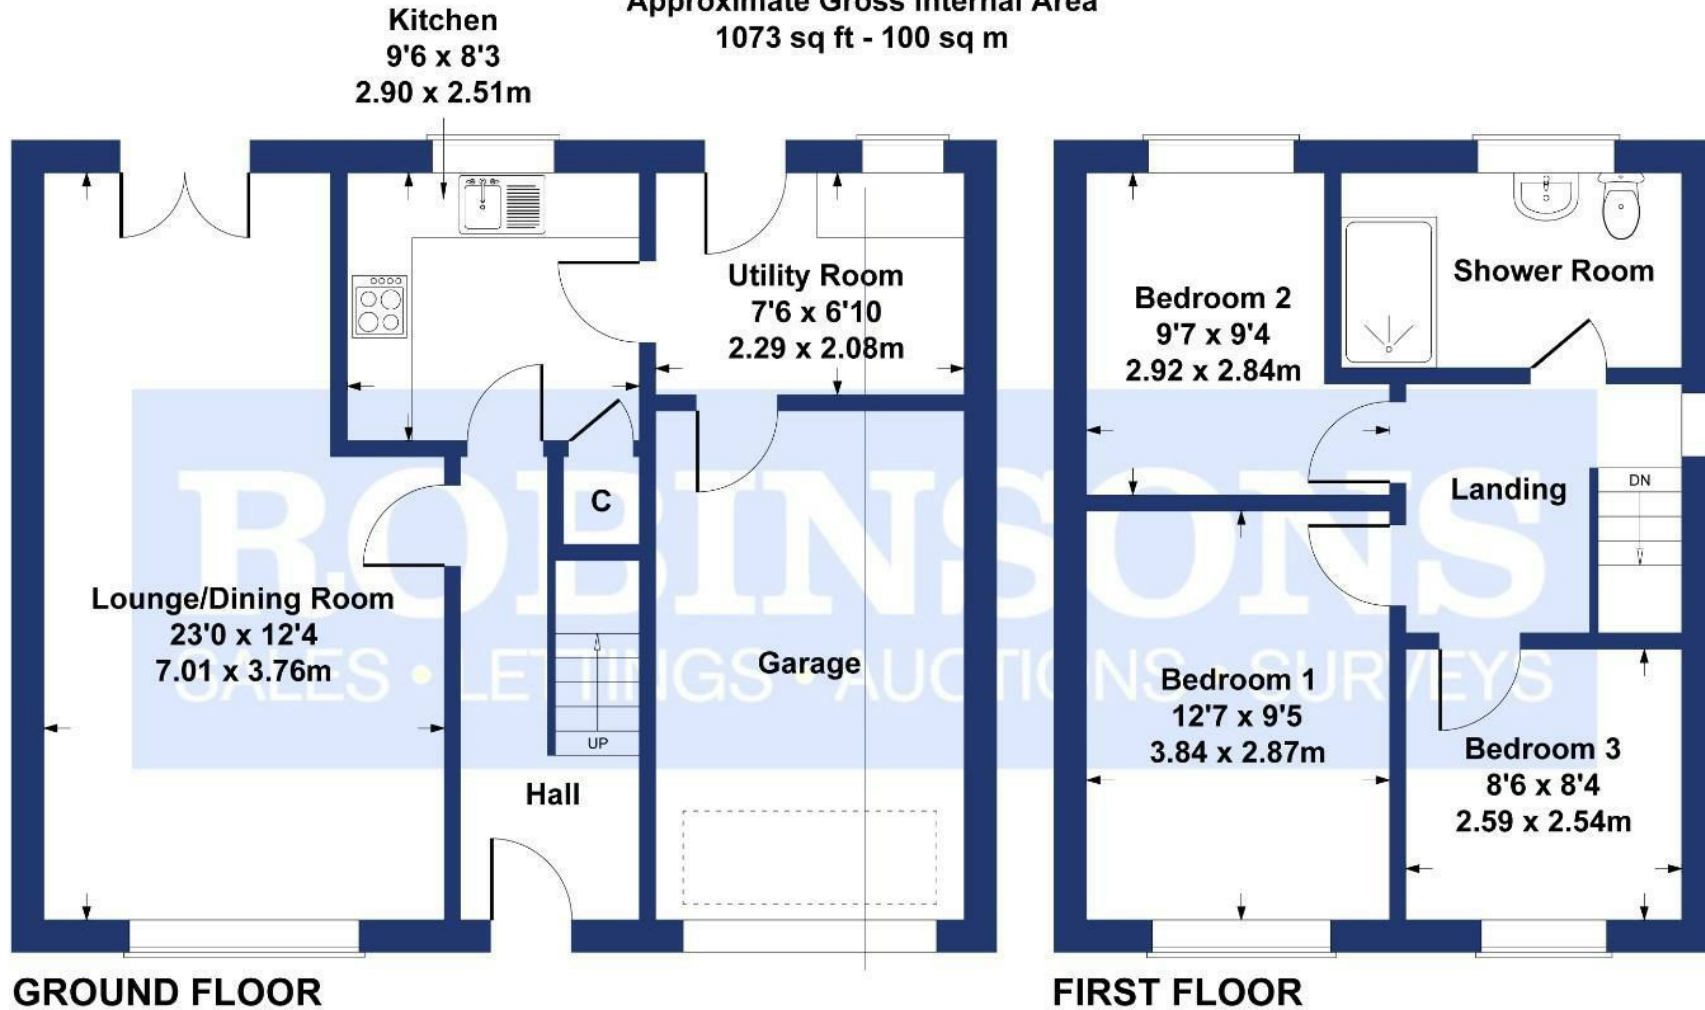 Approximate Gross Internal Area
1073 sq ft - 100 sq m
Kitchen
9'6 x 8'3
2.90 x 2.51m
Utility Room
7'6 x 6'10
2.29 x 2.08m
C
Lounge/Dining Room
23'0 x 12'4
7.01 x 3.76m
Garage
UP
Hall
GROUND FLOOR
Bedroom 2
9'7 x 9'4
2.92 x 2.84m
Shower Room
Landing
DN
Bedroom 1
12'7 x 9'5
3.84 x 2.87m
Bedroom 3
8'6 x 8'4
2.59 x 2.54m
FIRST FLOOR
ROBINSONS
SALES • LETTINGS • AUCTIONS • SURVEYS